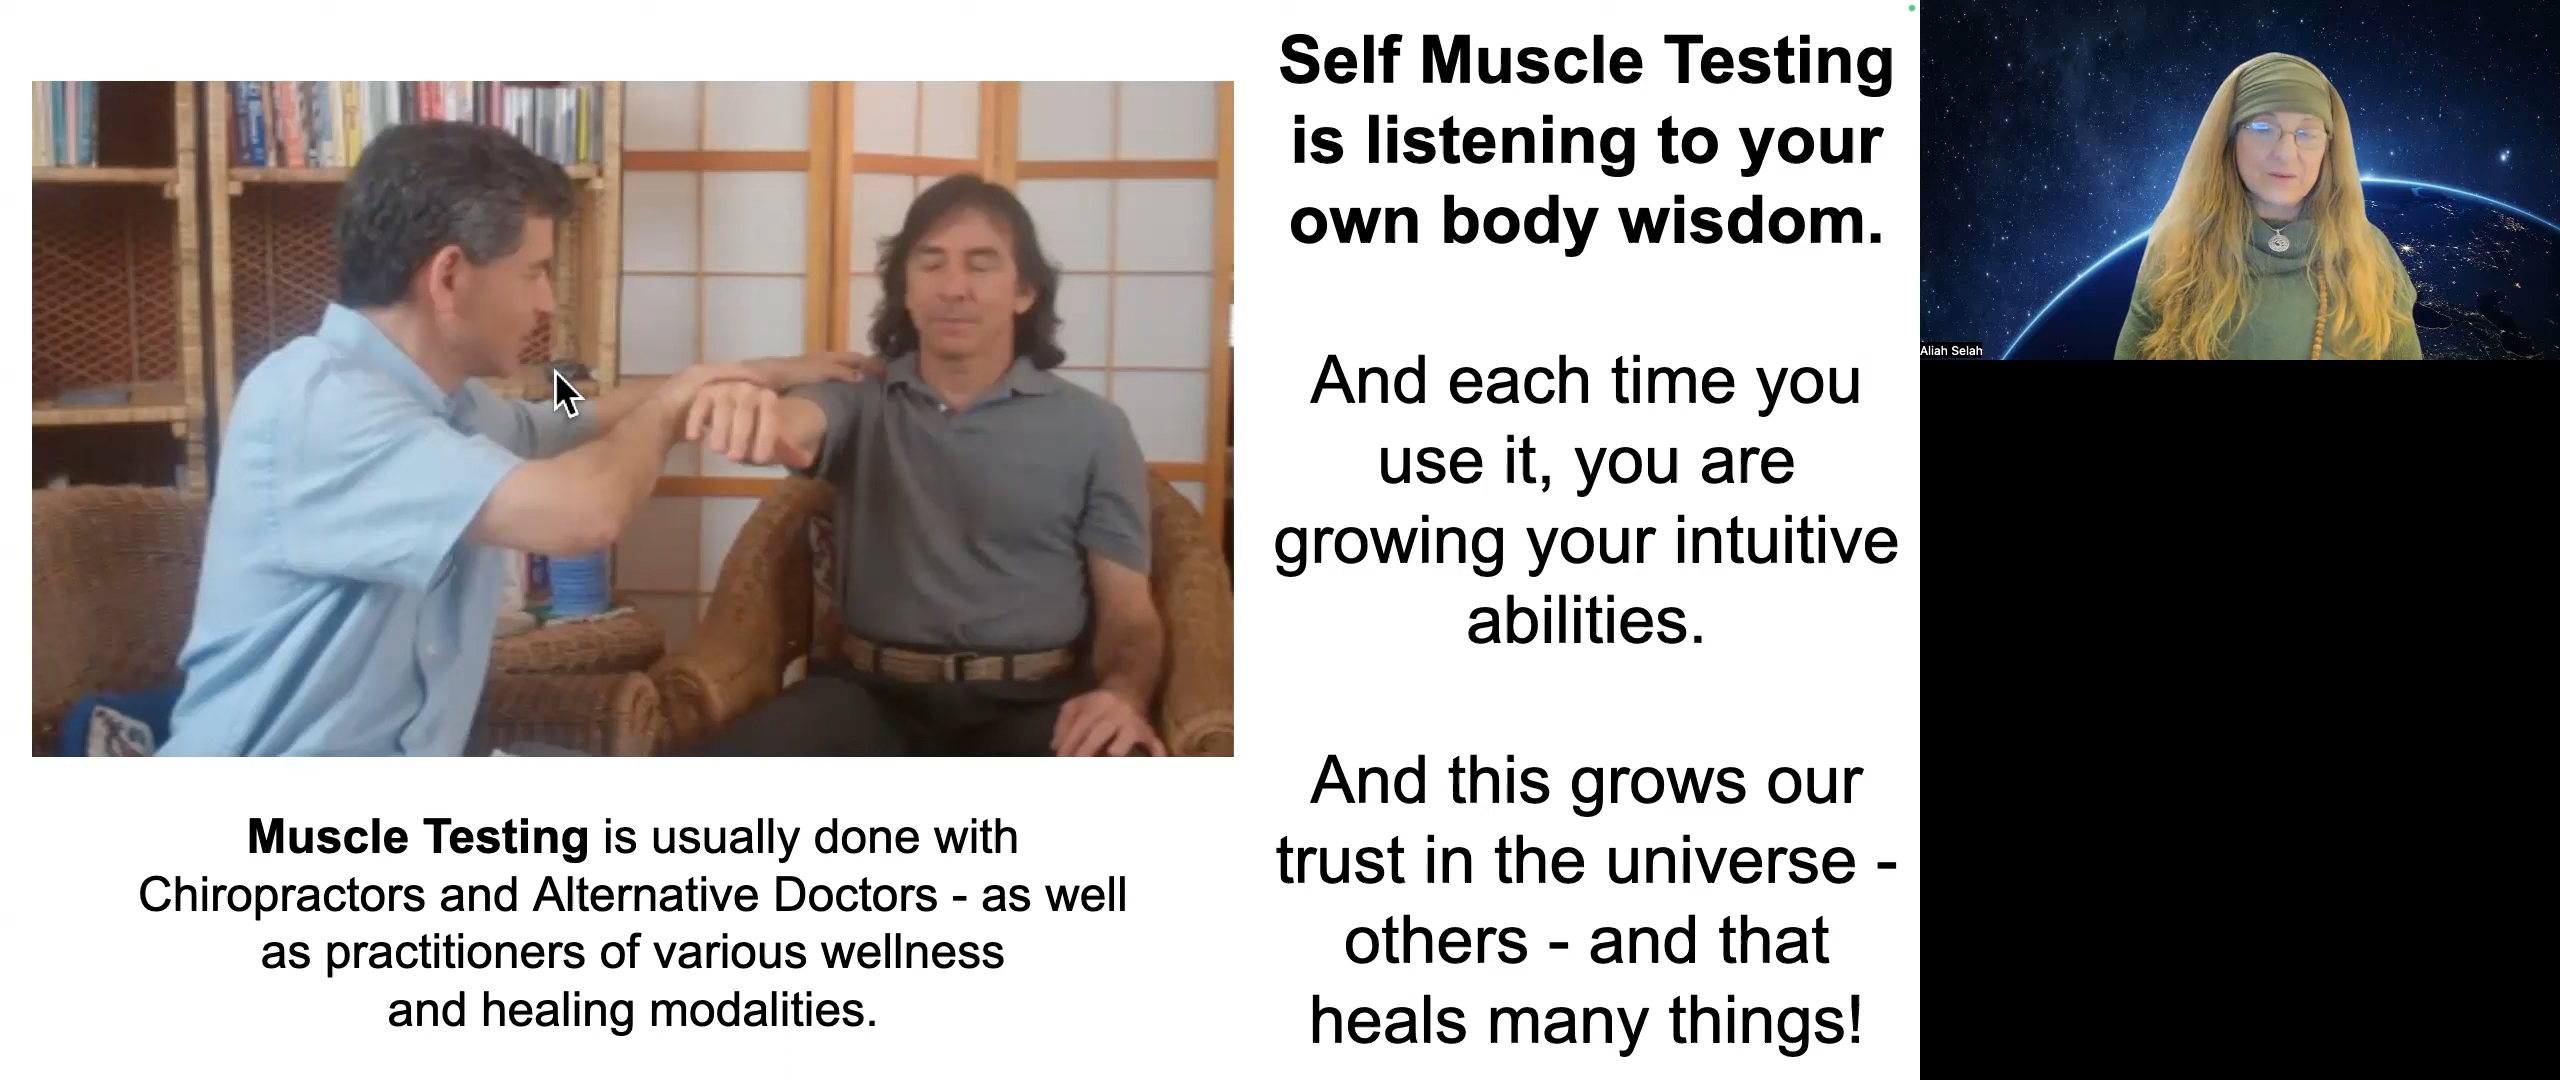 Self Muscle Testing
is listening to your
own body wisdom.
And each time you
use it, you are
growing your intuitive
abilities.
And this grows our
trust in the universe -
others - and that
heals many things!
Muscle Testing is usually done with
Chiropractors and Alternative Doctors - as well
as practitioners of various wellness
and healing modalities.
Aliah Selah